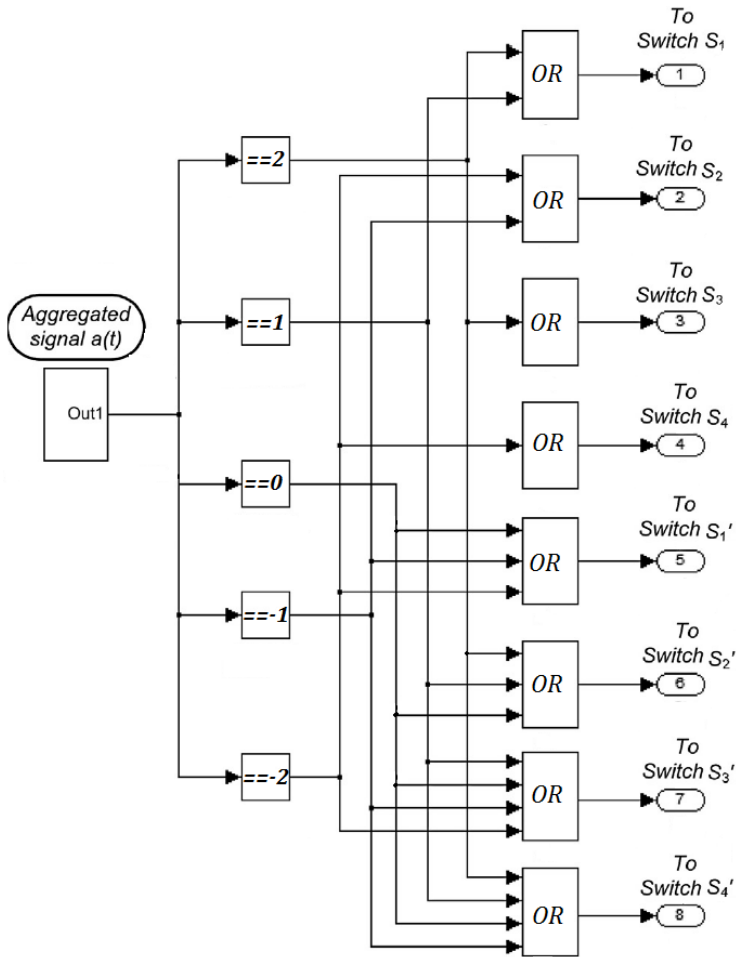 To
Switch S1
OR
1
==2
To
Switch S2
OR
2
To
Switch S3
Aggregated
signal a(t)
==1
OR
3
To
Switch S4
Out1
OR
4
==0
To
Switch S1'
OR
5
==-1
To
Switch S2'
OR
6
To
Switch S3'
==-2
OR
7
To
Switch S4'
OR
8